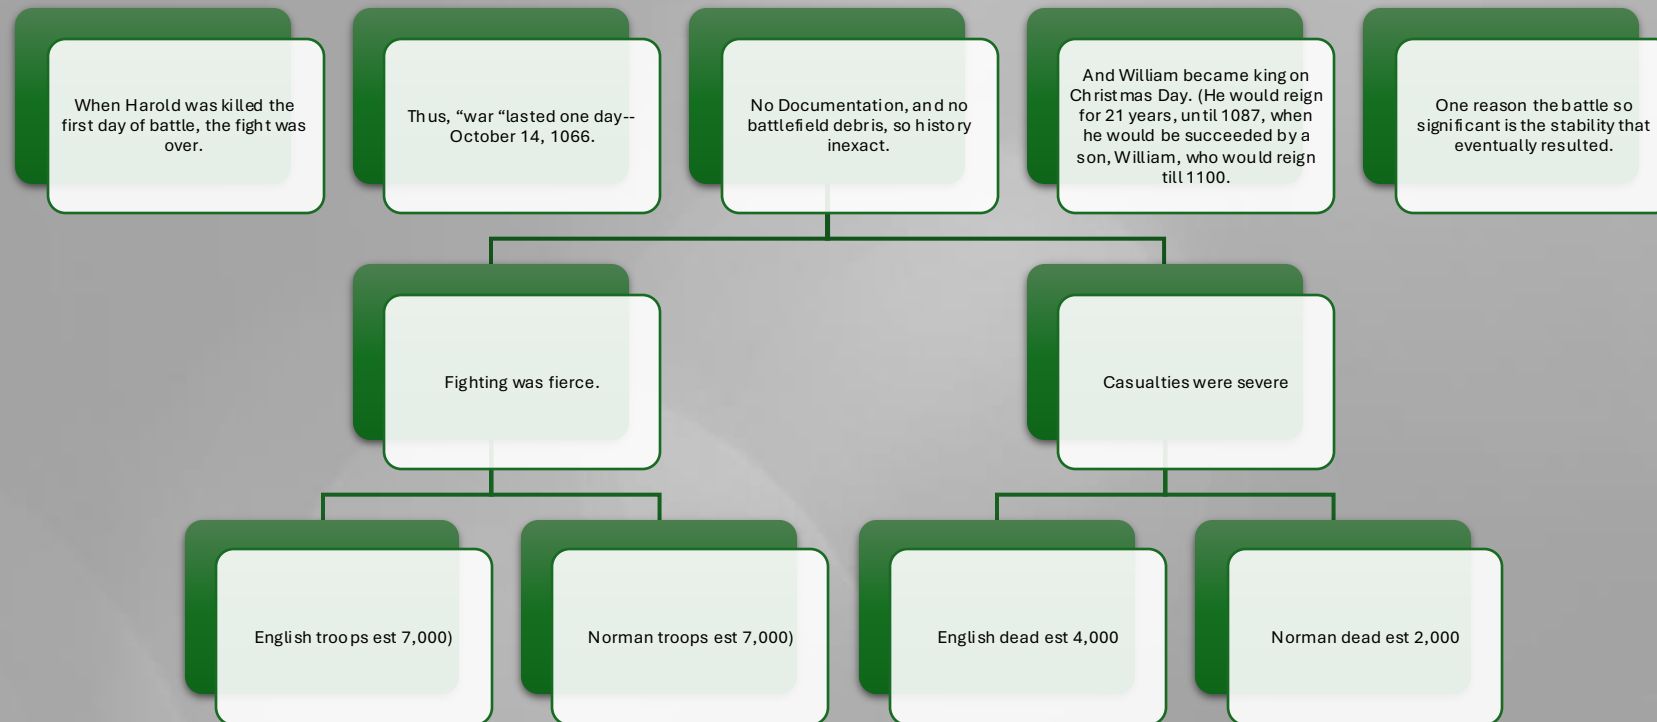 When Harold was killed the
first day of battle, the fight was
over.
Thus, “war “lasted one day--
October 14, 1066.
No Documentation, and no
battlefield debris, so history
inexact.
And William became king on
Christmas Day. (He would reign
for 21 years, until 1087, when
he would be succeeded by a
son, William, who would reign
till 1100.
One reason the battle so
significant is the stability that
eventually resulted.
Fighting was fierce.
Casualties were severe
English troops est 7,000)
Norman troops est 7,000)
English dead est 4,000
Norman dead est 2,000